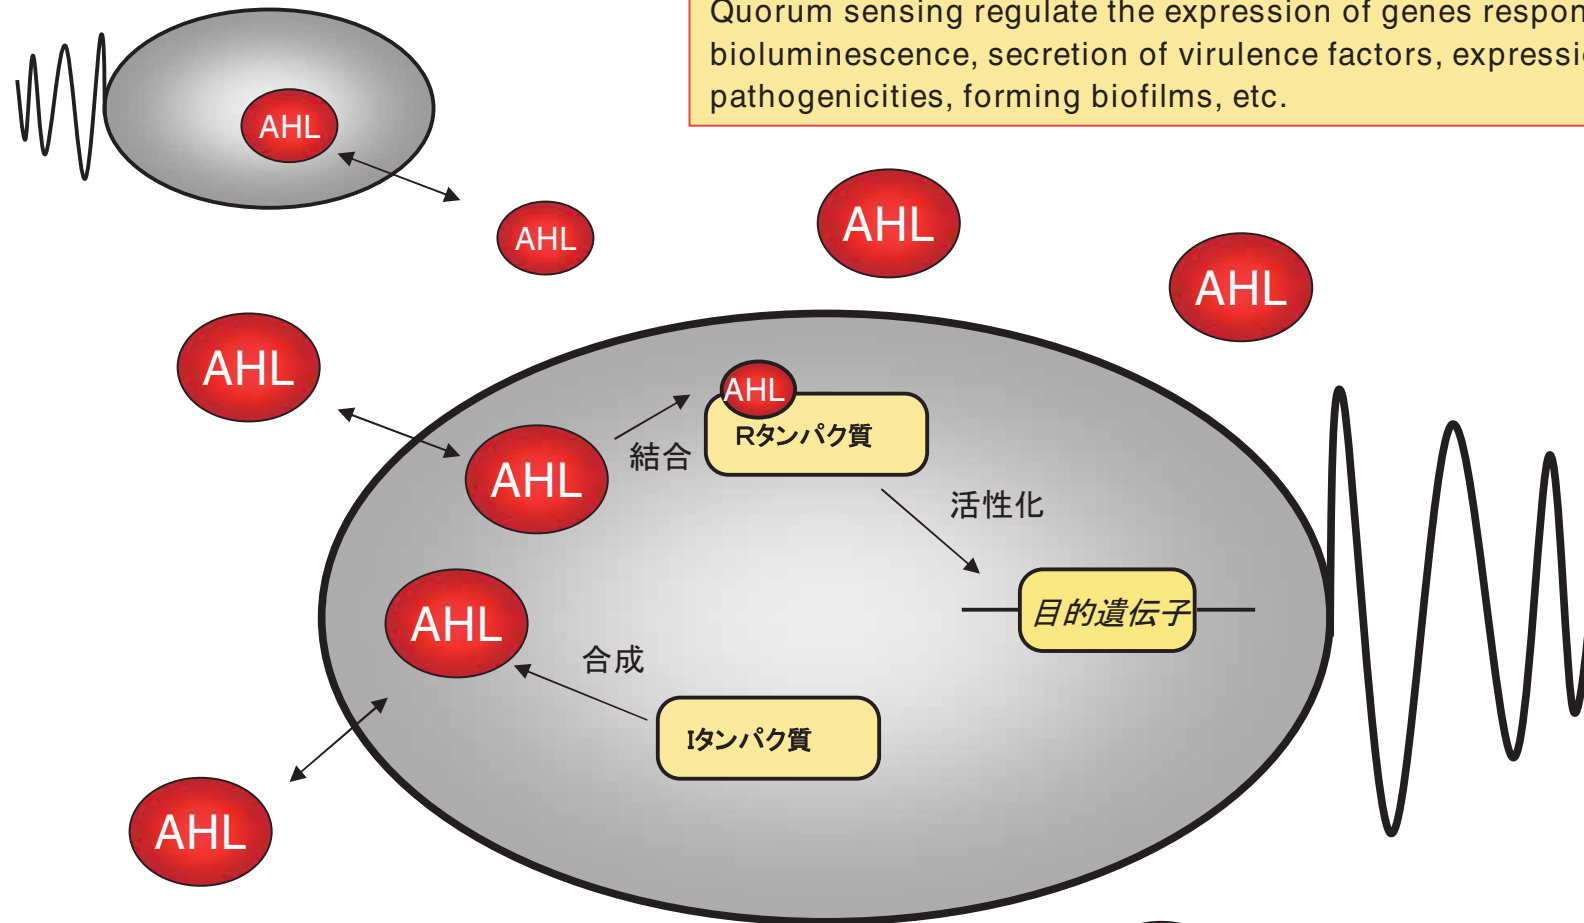 Quorum sensing regulate the expression of genes respon
bioluminescence, secretion of virulence factors, expressi
pathogenicities, forming biofilms, etc.
AHL
AHL
AHL
AHL
AHL
AHL
Rタンパク質
結合
AHL
活性化
目的遺伝子
AHL
合成
Iタンパク質
AHL